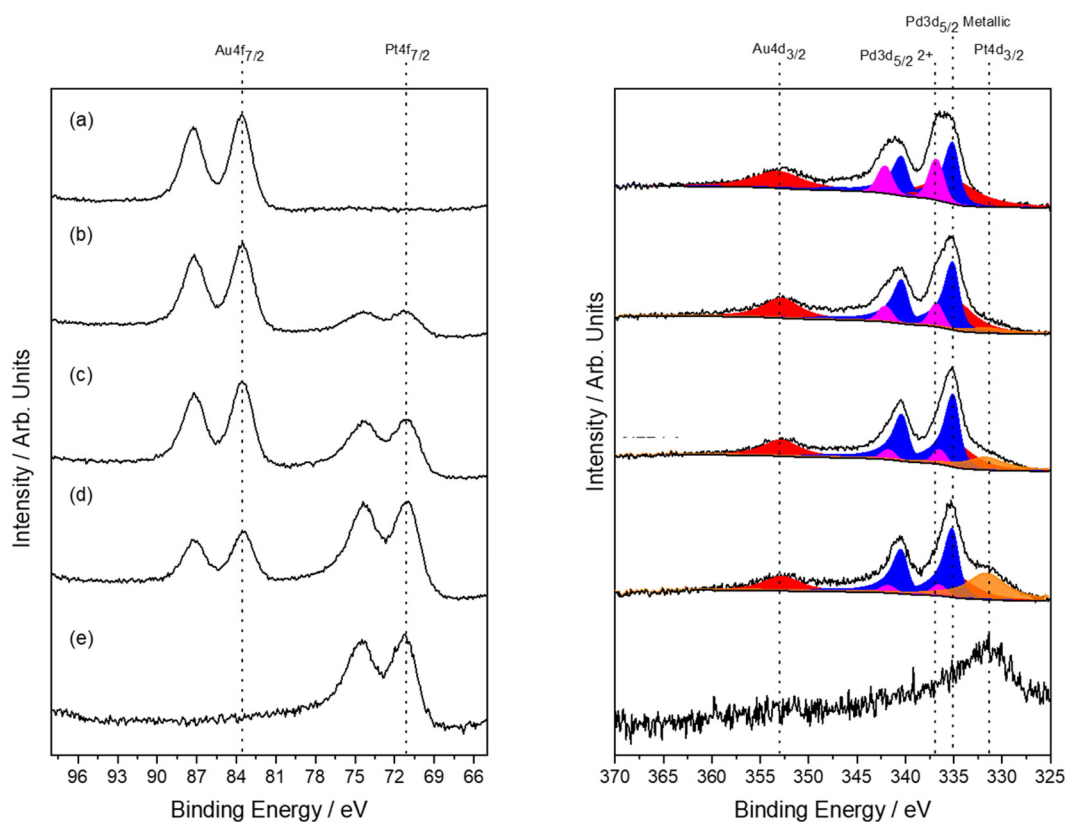 Au4f7/2
Pt4f7/2
(a)
(b)
(c)
(d)
(e)
Intensity / Arb. Units
96 93 90 87 84 81 78 75 72 69 66
Binding Energy / eV
Pd3d5/2 Metallic
Au4d3/2
Pd3d5/2 2+
Pt4d3/2
Intensity / Arb. Units
370 365 360 355 350 345 340 335 330 325
Binding Energy / eV